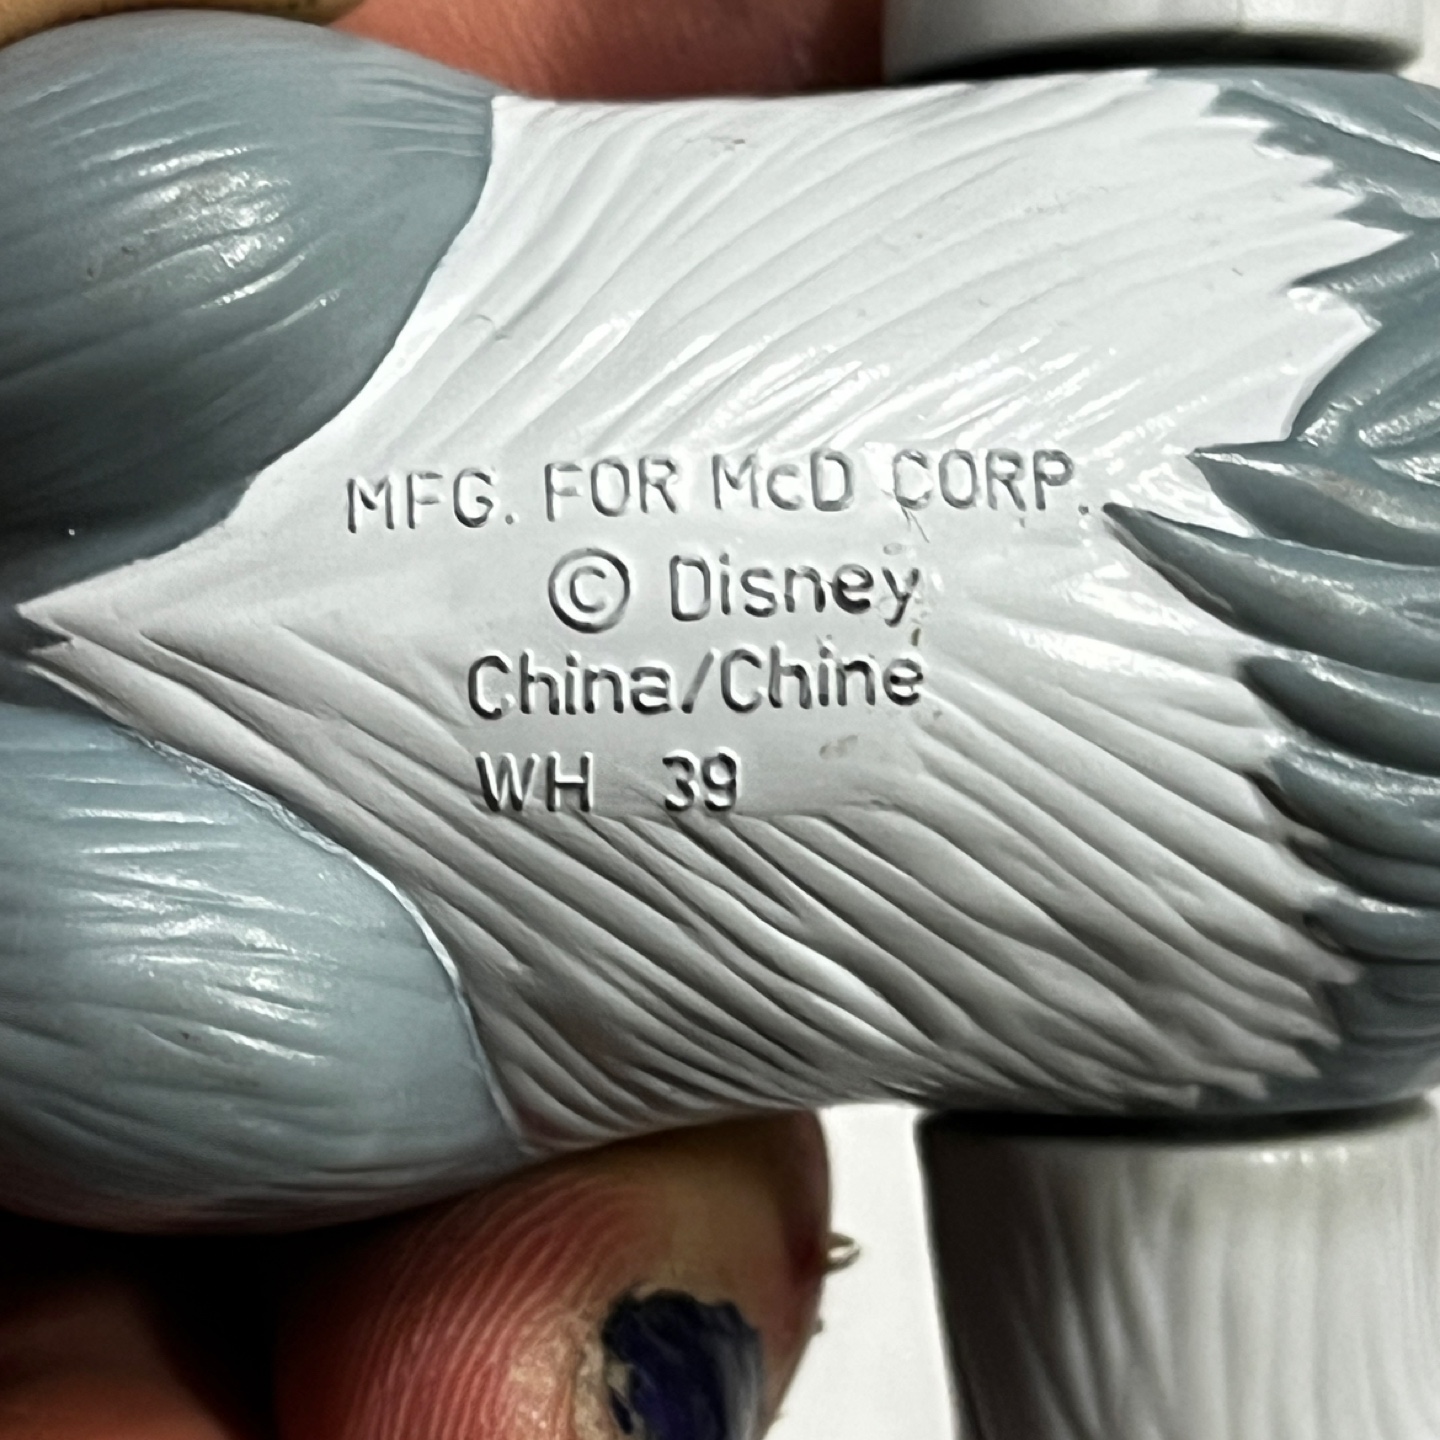 MFG. FOR McD CORP.
© Disney
China/Chine
WH 39